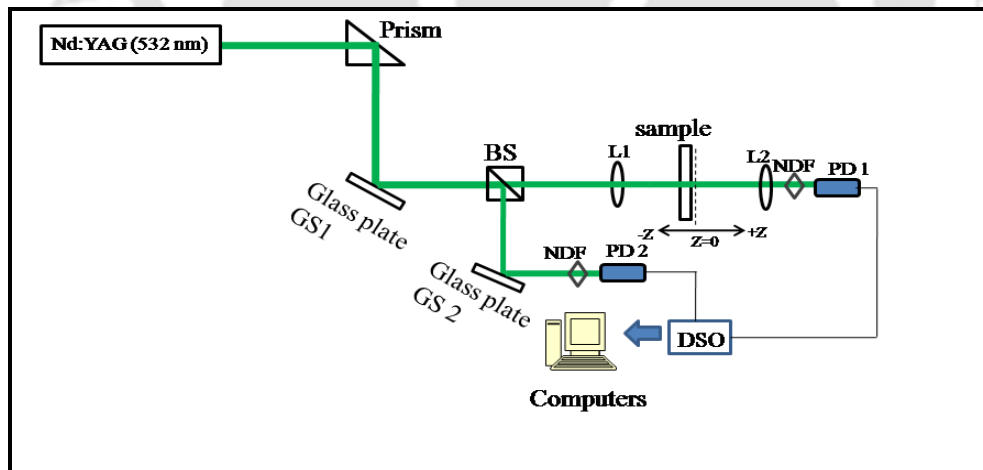 Prism
Nd:YAG (532 nm)
sample
BS
L1
L2
NDF
PD 1
Glass plate
GS1
-Z
Z=0
+Z
NDF
PD 2
Glass plate
GS 2
DSO
Computers